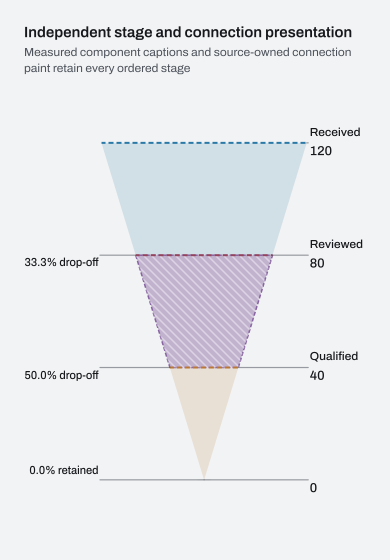 Independent stage and connection presentation
Measured component captions and source-owned connection
paint retain every ordered stage
Received
120
Reviewed
33.3% drop-off
80
Qualified
50.0% drop-off
40
0.0% retained
0